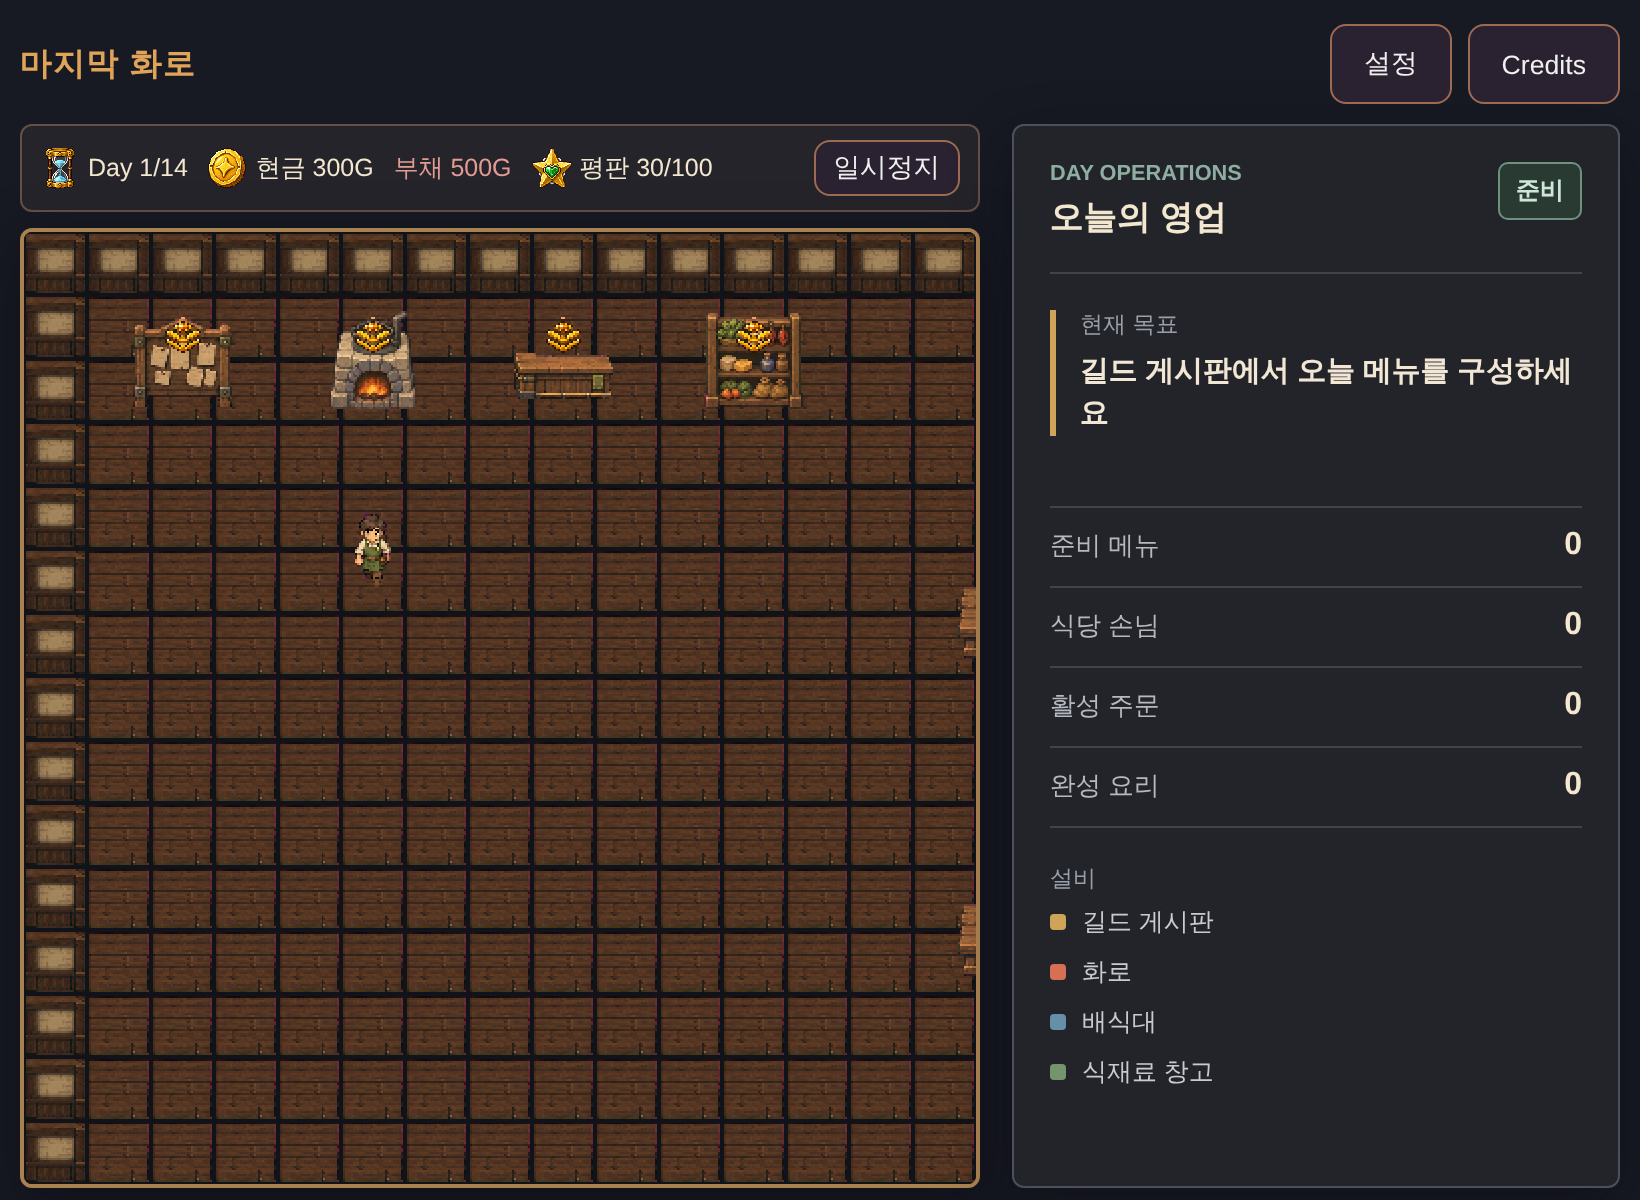 마지막 화로
설정
Credits
Day 1/14
현금 300G
부채 500G
평판 30/100
일시정지
DAY OPERATIONS
오늘의 영업
준비
현재 목표
길드 게시판에서 오늘 메뉴를 구성하세
요
준비 메뉴 0
식당 손님 0
활성 주문 0
완성 요리 0
설비
길드 게시판
화로
배식대
식재료 창고